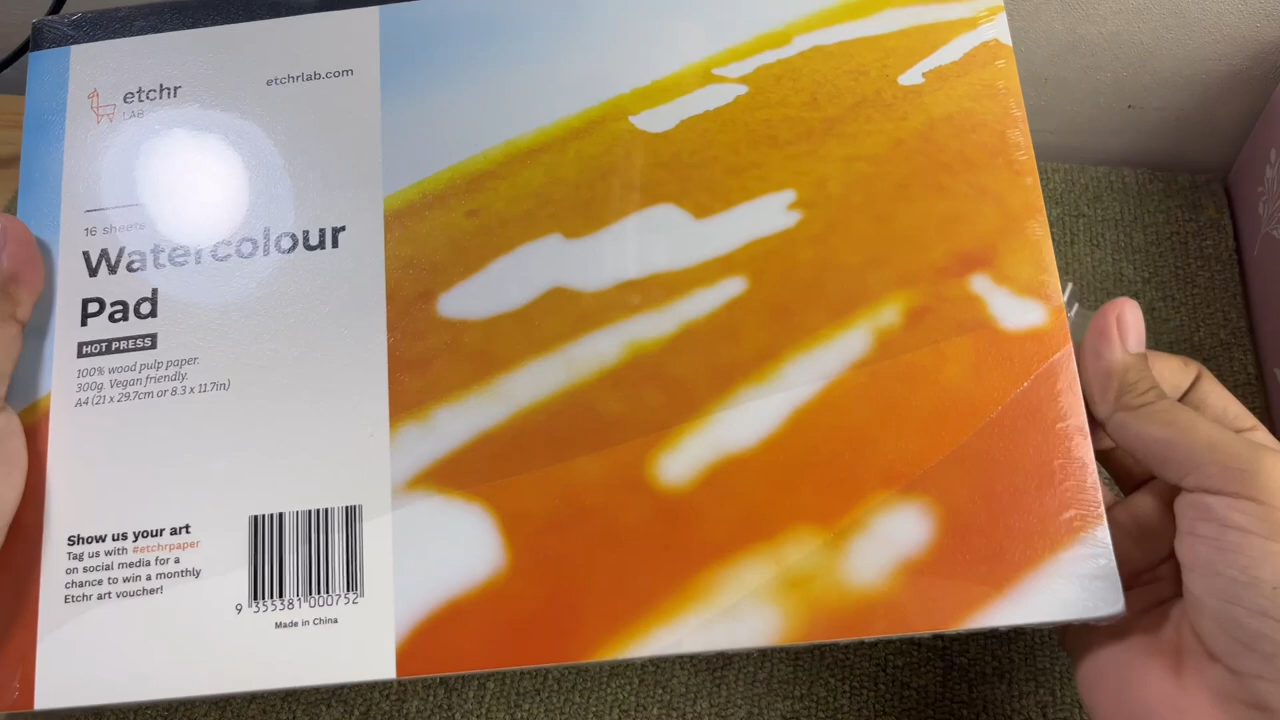 etchr
LAB
etchrlab.com
16 sheets
Watercolour
Pad
HOT PRESS
100% wood pulp paper.
300g. Vegan friendly.
A4 (21 x 29.7cm or 8.3 x 11.7in)
Show us your art
Tag us with #etchrpaper
on social media for a
chance to win a monthly
Etchr art voucher!
9 355381 000752
Made in China